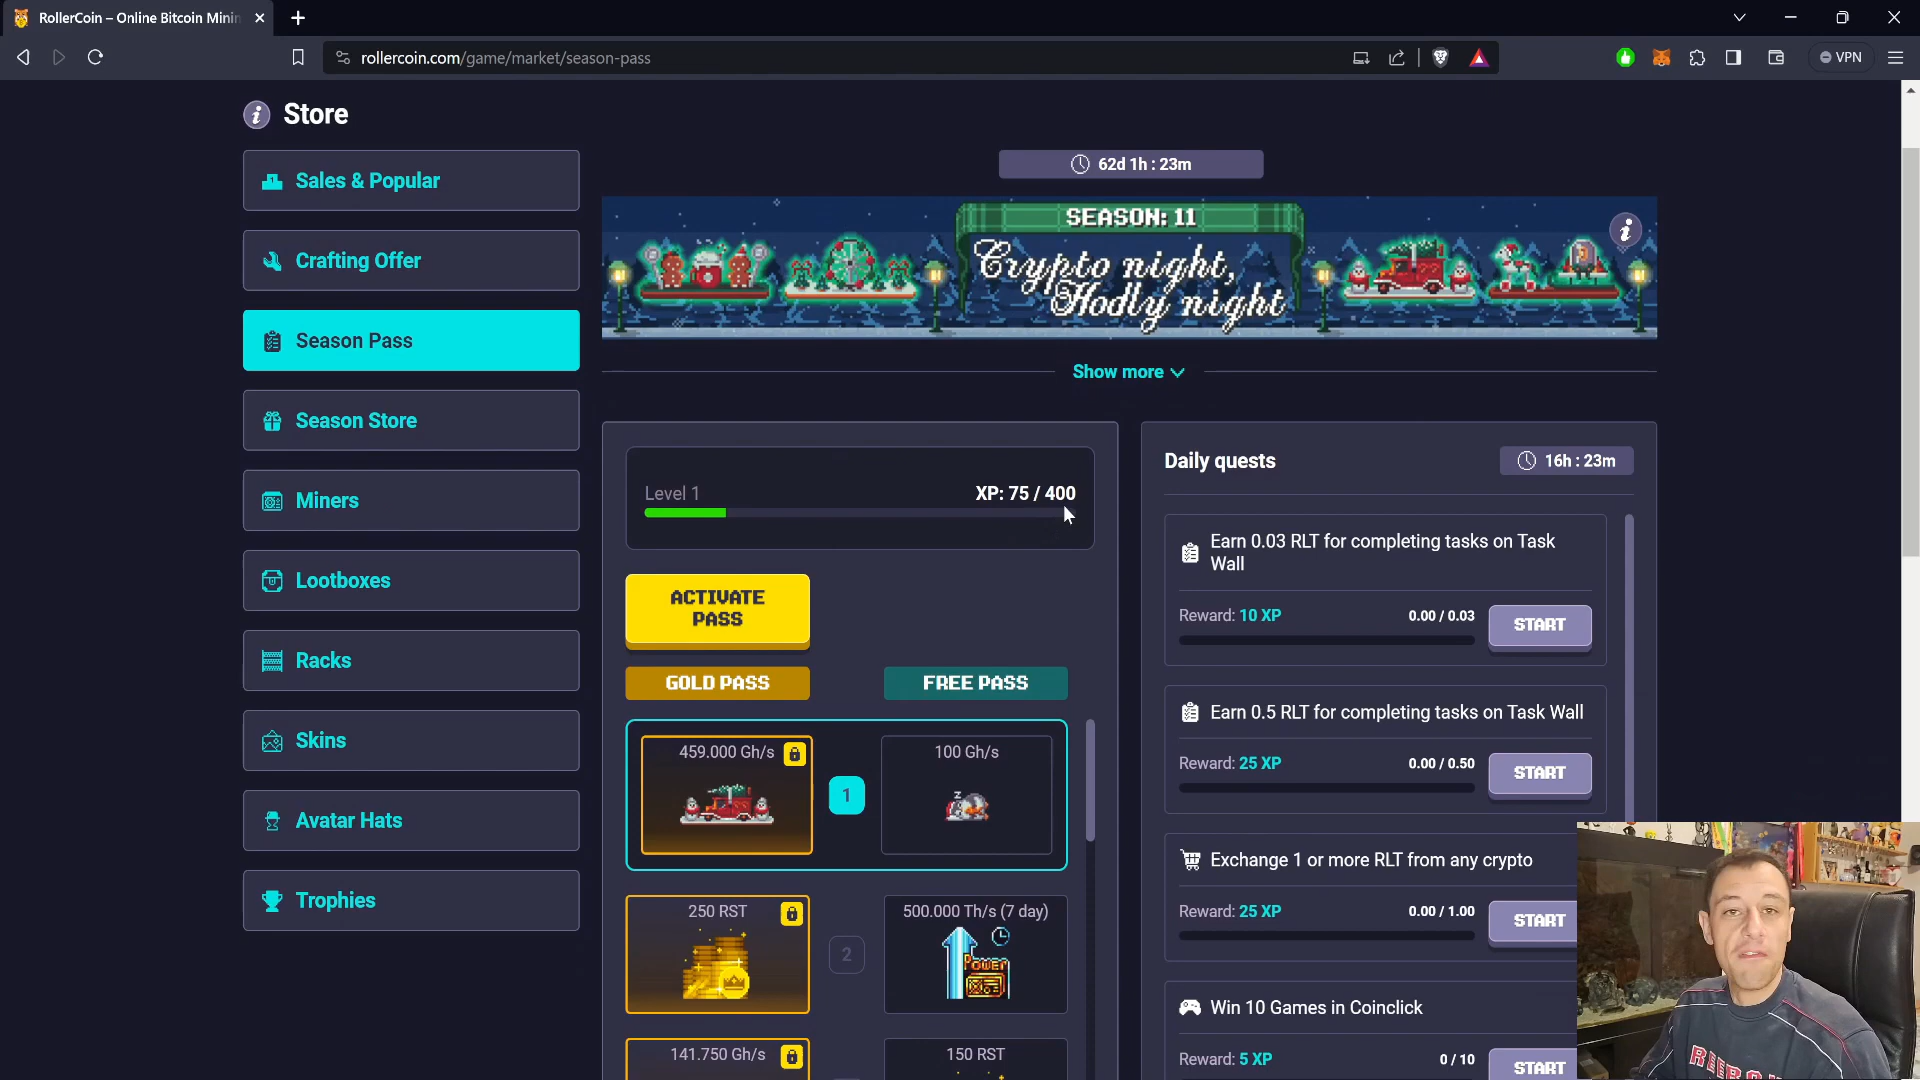 RollerCoin – Online Bitcoin Minin
rollercoin.com/game/market/season-pass
VPN
Store
Sales & Popular
Crafting Offer
Season Pass
Season Store
Miners
Lootboxes
Racks
Skins
Avatar Hats
Trophies
62d 1h : 23m
SEASON: 11
Crypto night,
Hodly night
Show more
Level 1
XP: 75 / 400
ACTIVATE
PASS
GOLD PASS
FREE PASS
459.000 Gh/s
1
100 Gh/s
250 RST
2
500.000 Th/s (7 day)
POWER
141.750 Gh/s
150 RST
Daily quests
16h : 23m
Earn 0.03 RLT for completing tasks on Task
Wall
Reward: 10 XP
0.00 / 0.03
START
Earn 0.5 RLT for completing tasks on Task Wall
Reward: 25 XP
0.00 / 0.50
START
Exchange 1 or more RLT from any crypto
Reward: 25 XP
0.00 / 1.00
START
Win 10 Games in Coinclick
Reward: 5 XP
0 / 10
START